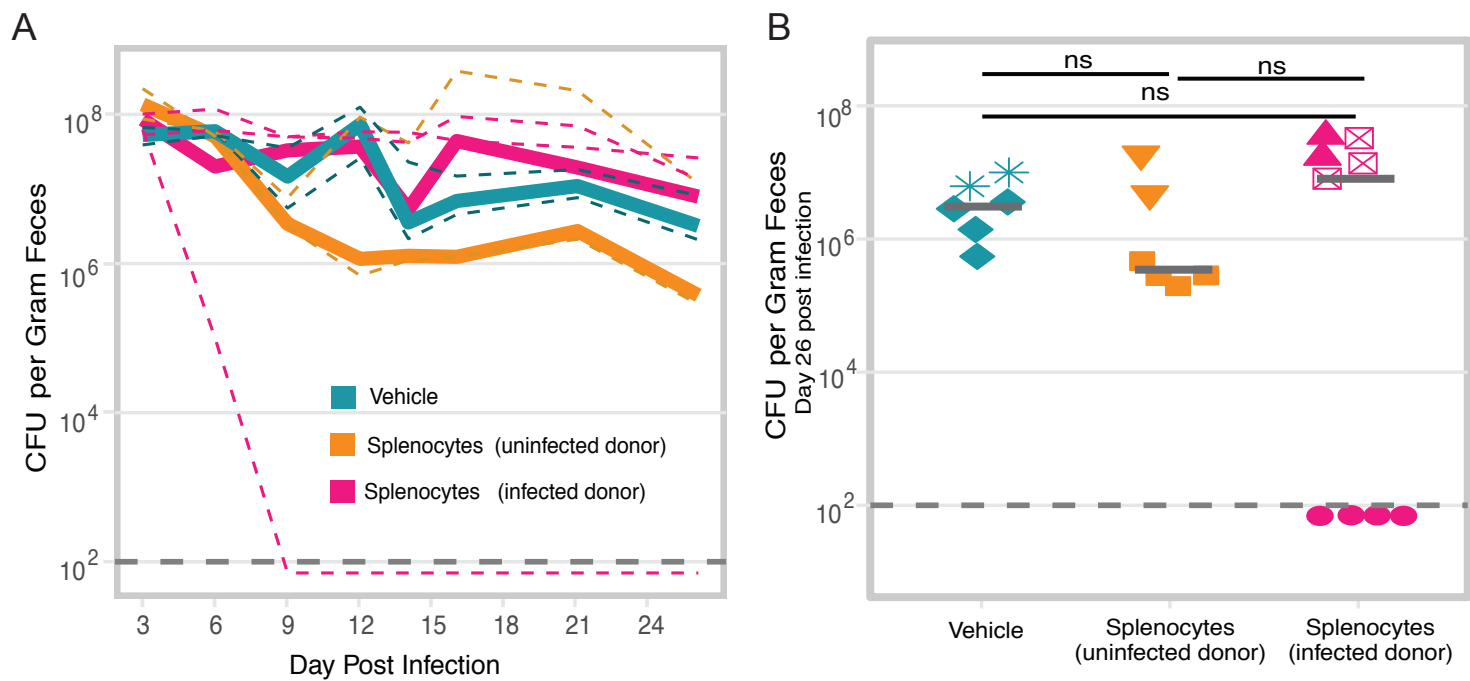 A
CFU per Gram Feces
10^8
10^6
10^4
10^2
Vehicle
Splenocytes (uninfected donor)
Splenocytes (infected donor)
3 6 9 12 15 18 21 24
Day Post Infection
B
CFU per Gram Feces
Day 26 post infection
10^8
10^6
10^4
10^2
ns
ns
ns
Vehicle
Splenocytes
(uninfected donor)
Splenocytes
(infected donor)